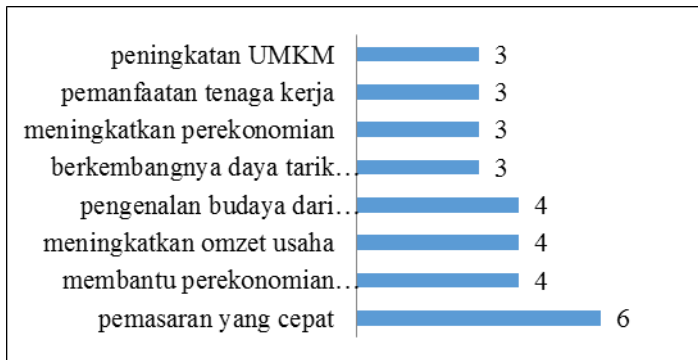 peningkatan UMKM 3
pemanfaatan tenaga kerja 3
meningkatkan perekonomian 3
berkembangnya daya tarik… 3
pengenalan budaya dari… 4
meningkatkan omzet usaha 4
membantu perekonomian… 4
pemasaran yang cepat 6